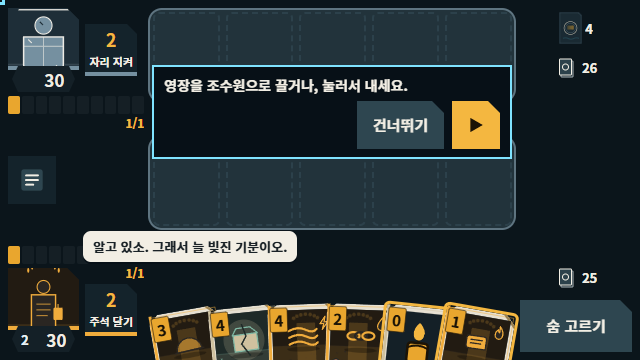 2
자리 지켜
30
1/1
4
26
영장을 조수원으로 끌거나, 눌러서 내세요.
건너뛰기
알고 있소. 그래서 늘 빚진 기분이오.
1/1
25
2
주석 달기
2 30
3
4
4
2
0
1
숨 고르기